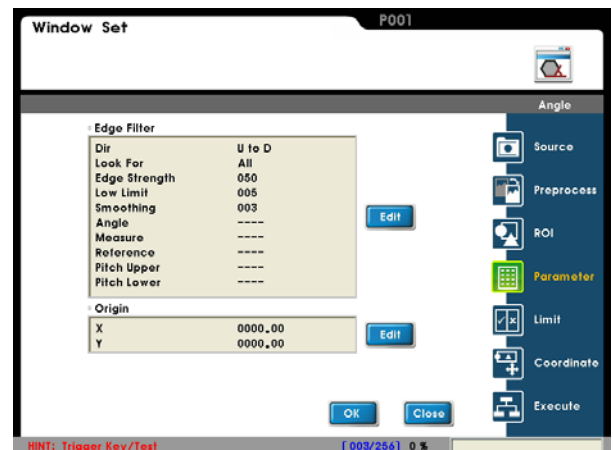 Window Set
P001
Angle
Edge Filter
Dir U to D
Look For All
Edge Strength 050
Low Limit 005
Smoothing 003
Angle ----
Measure ----
Reference ----
Pitch Upper ----
Pitch Lower ----
Edit
Origin
X 0000.00
Y 0000.00
Edit
OK Close
Source
Preprocess
ROI
Parameter
Limit
Coordinate
Execute
HINT: Trigger Key/Test [003/256] 0 %